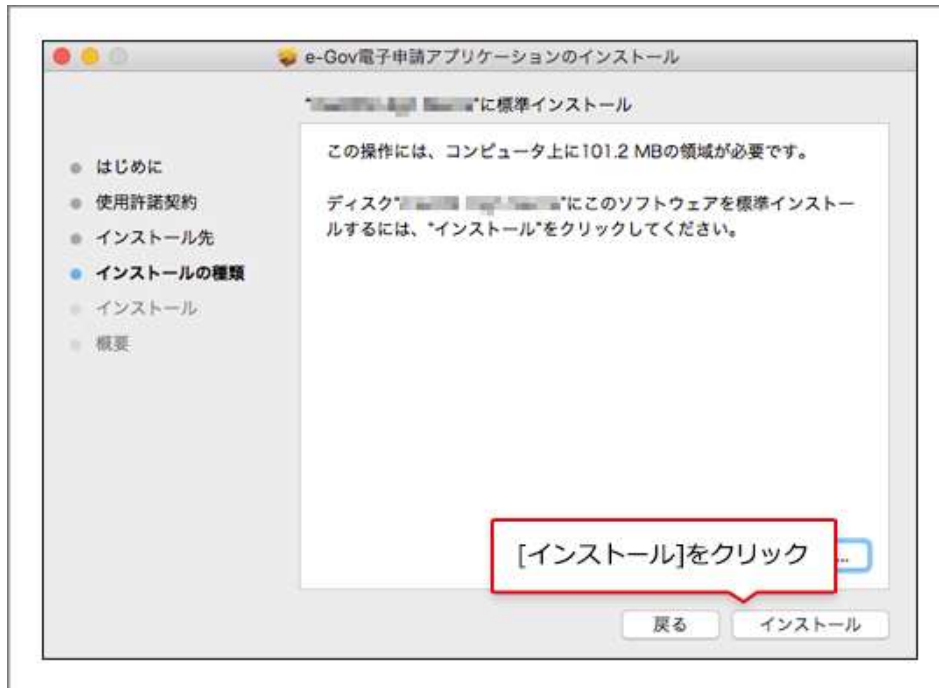 e-Gov電子申請アプリケーションのインストール
"に標準インストール
はじめに
使用許諾契約
インストール先
インストールの種類
インストール
概要
この操作には、コンピュータ上に101.2 MBの領域が必要です。
ディスク" "にこのソフトウェアを標準インストー
ルするには、"インストール"をクリックしてください。
[インストール]をクリック
...
戻る
インストール